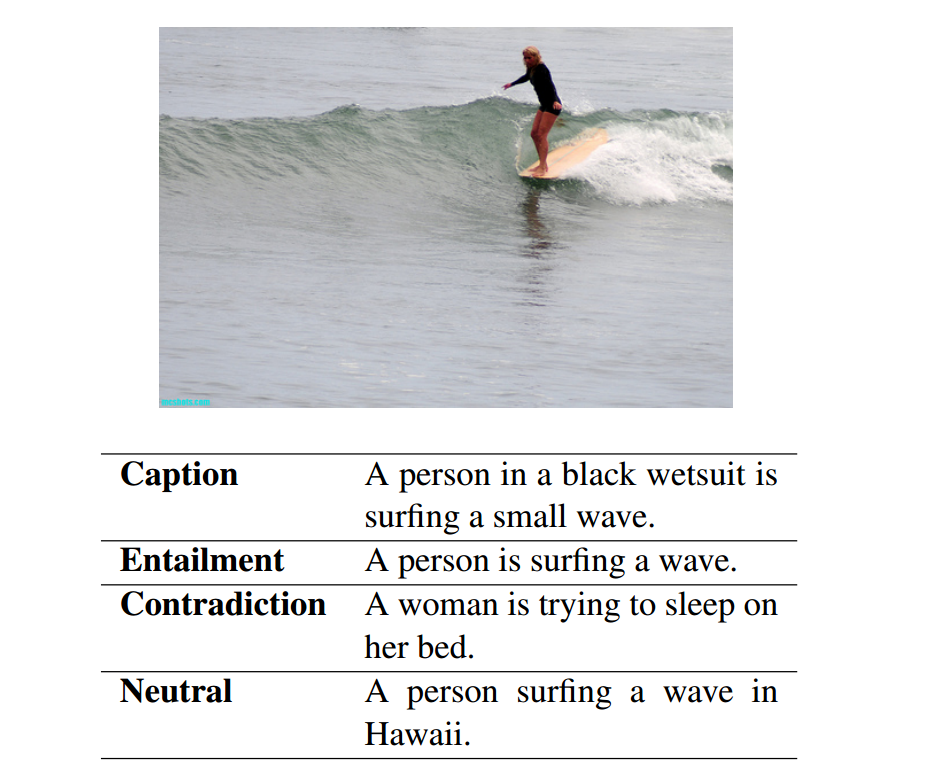 Caption A person in a black wetsuit is
surfing a small wave.
Entailment A person is surfing a wave.
Contradiction A woman is trying to sleep on
her bed.
Neutral A person surfing a wave in
Hawaii.